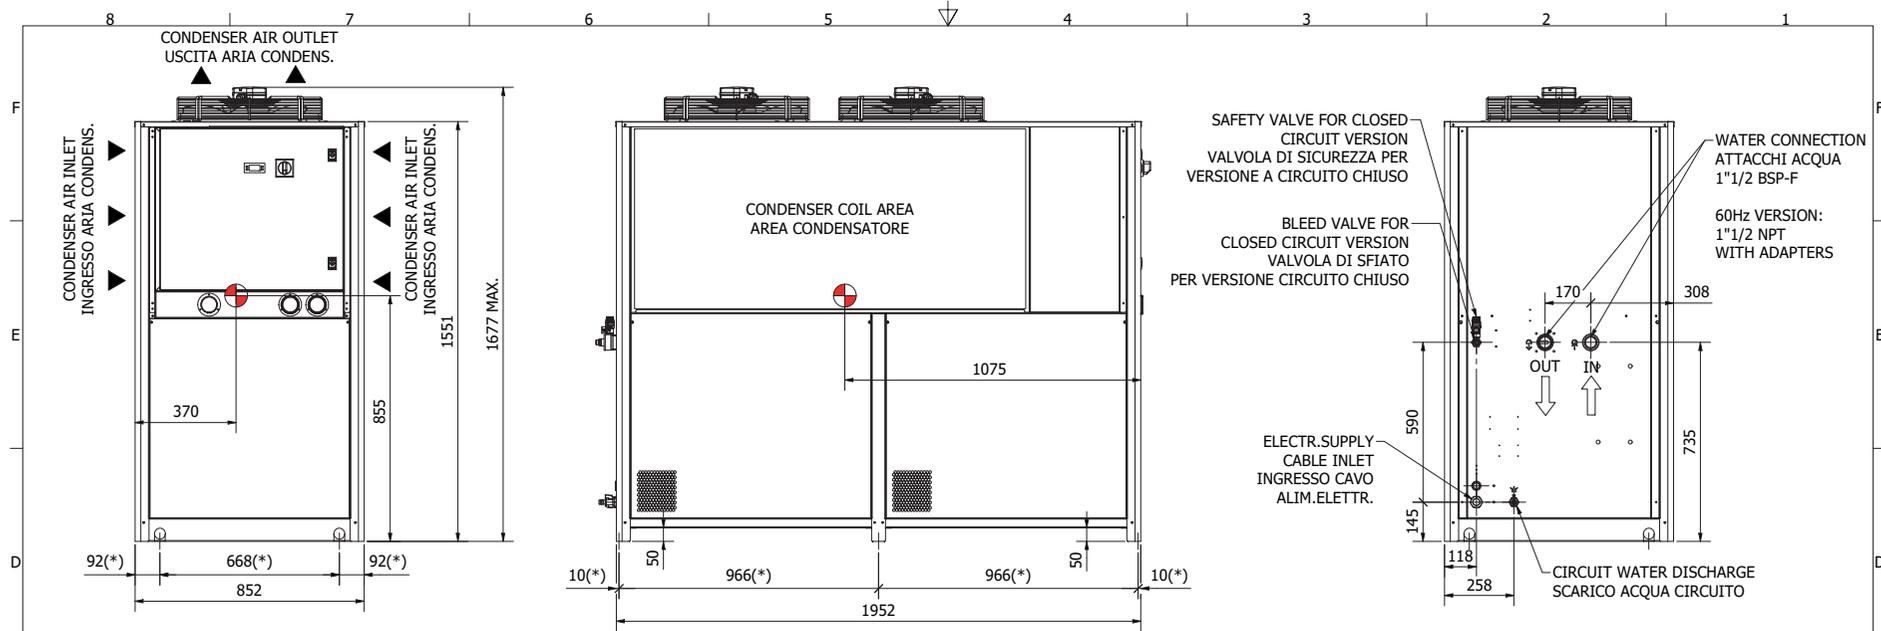 8
7
6
5
4
3
2
1
CONDENSER AIR OUTLET
USCITA ARIA CONDENS.
F
F
CONDENSER AIR INLET
INGRESSO ARIA CONDENS.
CONDENSER AIR INLET
INGRESSO ARIA CONDENS.
1551
1677 MAX.
E
370
855
D
92(*)
668(*)
92(*)
852
CONDENSER COIL AREA
AREA CONDENSATORE
1075
50
50
10(*)
966(*)
966(*)
10(*)
1952
SAFETY VALVE FOR CLOSED
CIRCUIT VERSION
VALVOLA DI SICUREZZA PER
VERSIONE A CIRCUITO CHIUSO
BLEED VALVE FOR
CLOSED CIRCUIT VERSION
VALVOLA DI SFIATO
PER VERSIONE CIRCUITO CHIUSO
WATER CONNECTION
ATTACCHI ACQUA
1"1/2 BSP-F
60Hz VERSION:
1"1/2 NPT
WITH ADAPTERS
170
308
E
OUT
IN
590
735
ELECTR.SUPPLY
CABLE INLET
INGRESSO CAVO
ALIM.ELETTR.
145
118
258
CIRCUIT WATER DISCHARGE
SCARICO ACQUA CIRCUITO
D